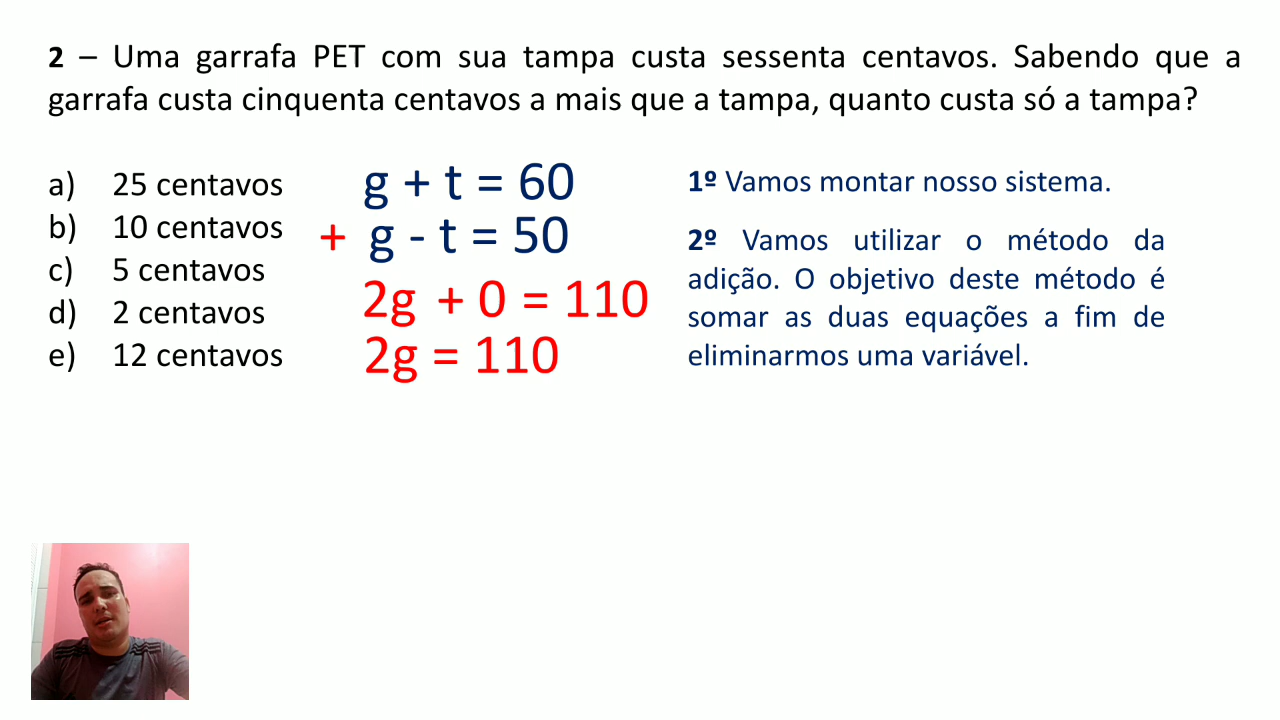 2 – Uma garrafa PET com sua tampa custa sessenta centavos. Sabendo que a
garrafa custa cinquenta centavos a mais que a tampa, quanto custa só a tampa?
a) 25 centavos
b) 10 centavos
c) 5 centavos
d) 2 centavos
e) 12 centavos
g + t = 60
+ g - t = 50
2g + 0 = 110
2g = 110
1º Vamos montar nosso sistema.
2º Vamos utilizar o método da
adição. O objetivo deste método é
somar as duas equações a fim de
eliminarmos uma variável.